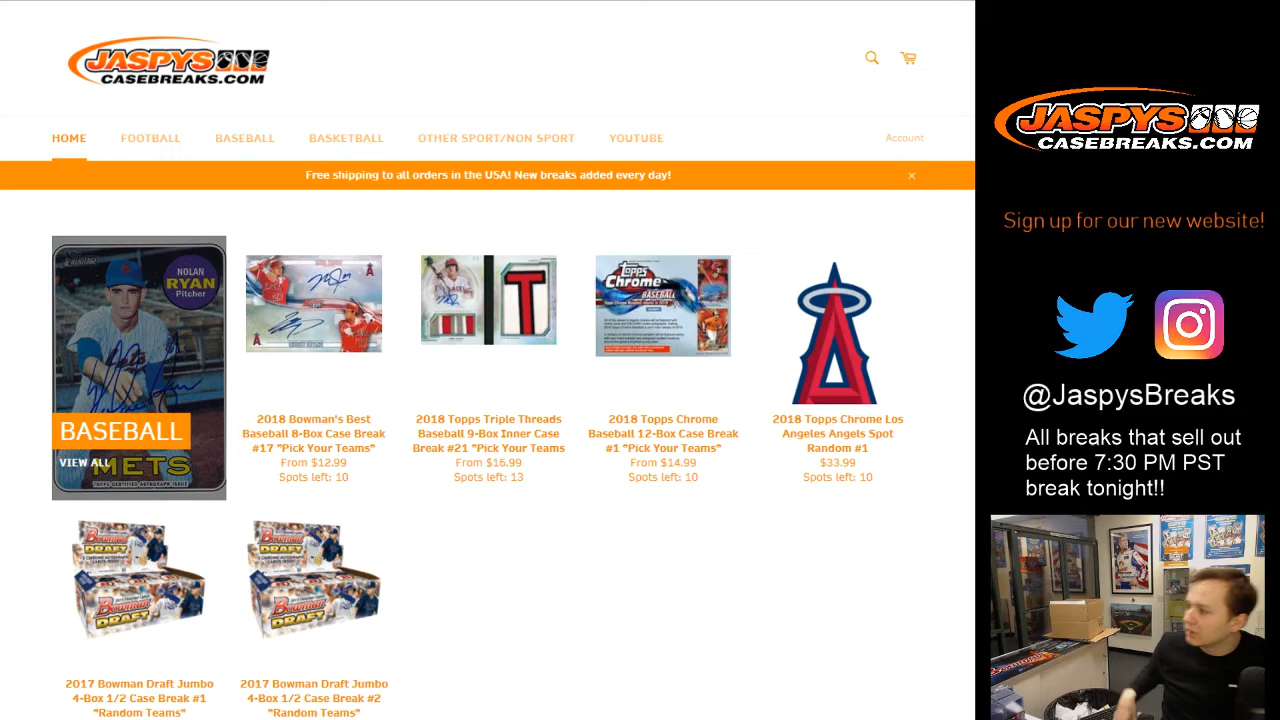 JASPYS
CASEBREAKS.COM
HOME
FOOTBALL
BASEBALL
BASKETBALL
OTHER SPORT/NON SPORT
YOUTUBE
Account
Free shipping to all orders in the USA! New breaks added every day!
NOLAN
RYAN
Pitcher
BASEBALL
VIEW ALL
METS
2018 Bowman's Best
Baseball 8-Box Case Break
#17 "Pick Your Teams"
From $12.99
Spots left: 10
T
2018 Topps Triple Threads
Baseball 9-Box Inner Case
Break #21 "Pick Your Teams
From $16.99
Spots left: 13
Topps
Chrome
BASEBALL
2018 Topps Chrome
Baseball 12-Box Case Break
#1 "Pick Your Teams"
From $14.99
Spots left: 10
2018 Topps Chrome Los
Angeles Angels Spot
Random #1
$33.99
Spots left: 10
Bowman
DRAFT
2017 Bowman Draft Jumbo
4-Box 1/2 Case Break #1
"Random Teams"
Bowman
DRAFT
2017 Bowman Draft Jumbo
4-Box 1/2 Case Break #2
"Random Teams"
JASPYS
CASEBREAKS.COM
Sign up for our new website!
@JaspysBreaks
All breaks that sell out
before 7:30 PM PST
break tonight!!